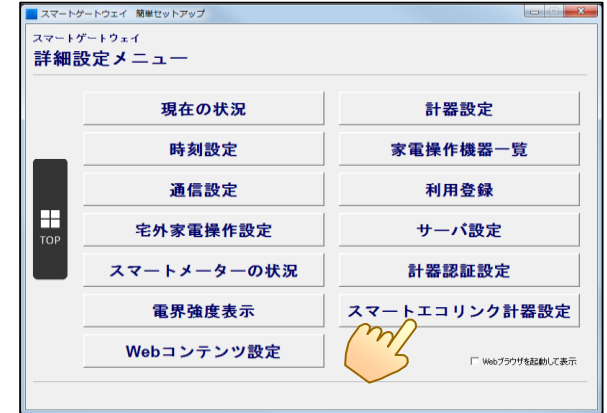 スマートゲートウェイ 簡単セットアップ
スマートゲートウェイ
詳細設定メニュー
現在の状況
計器設定
時刻設定
家電操作機器一覧
通信設定
利用登録
TOP
宅外家電操作設定
サーバ設定
スマートメーターの状況
計器認証設定
電界強度表示
スマートエコリンク計器設定
Webコンテンツ設定
Webブラウザを起動して表示